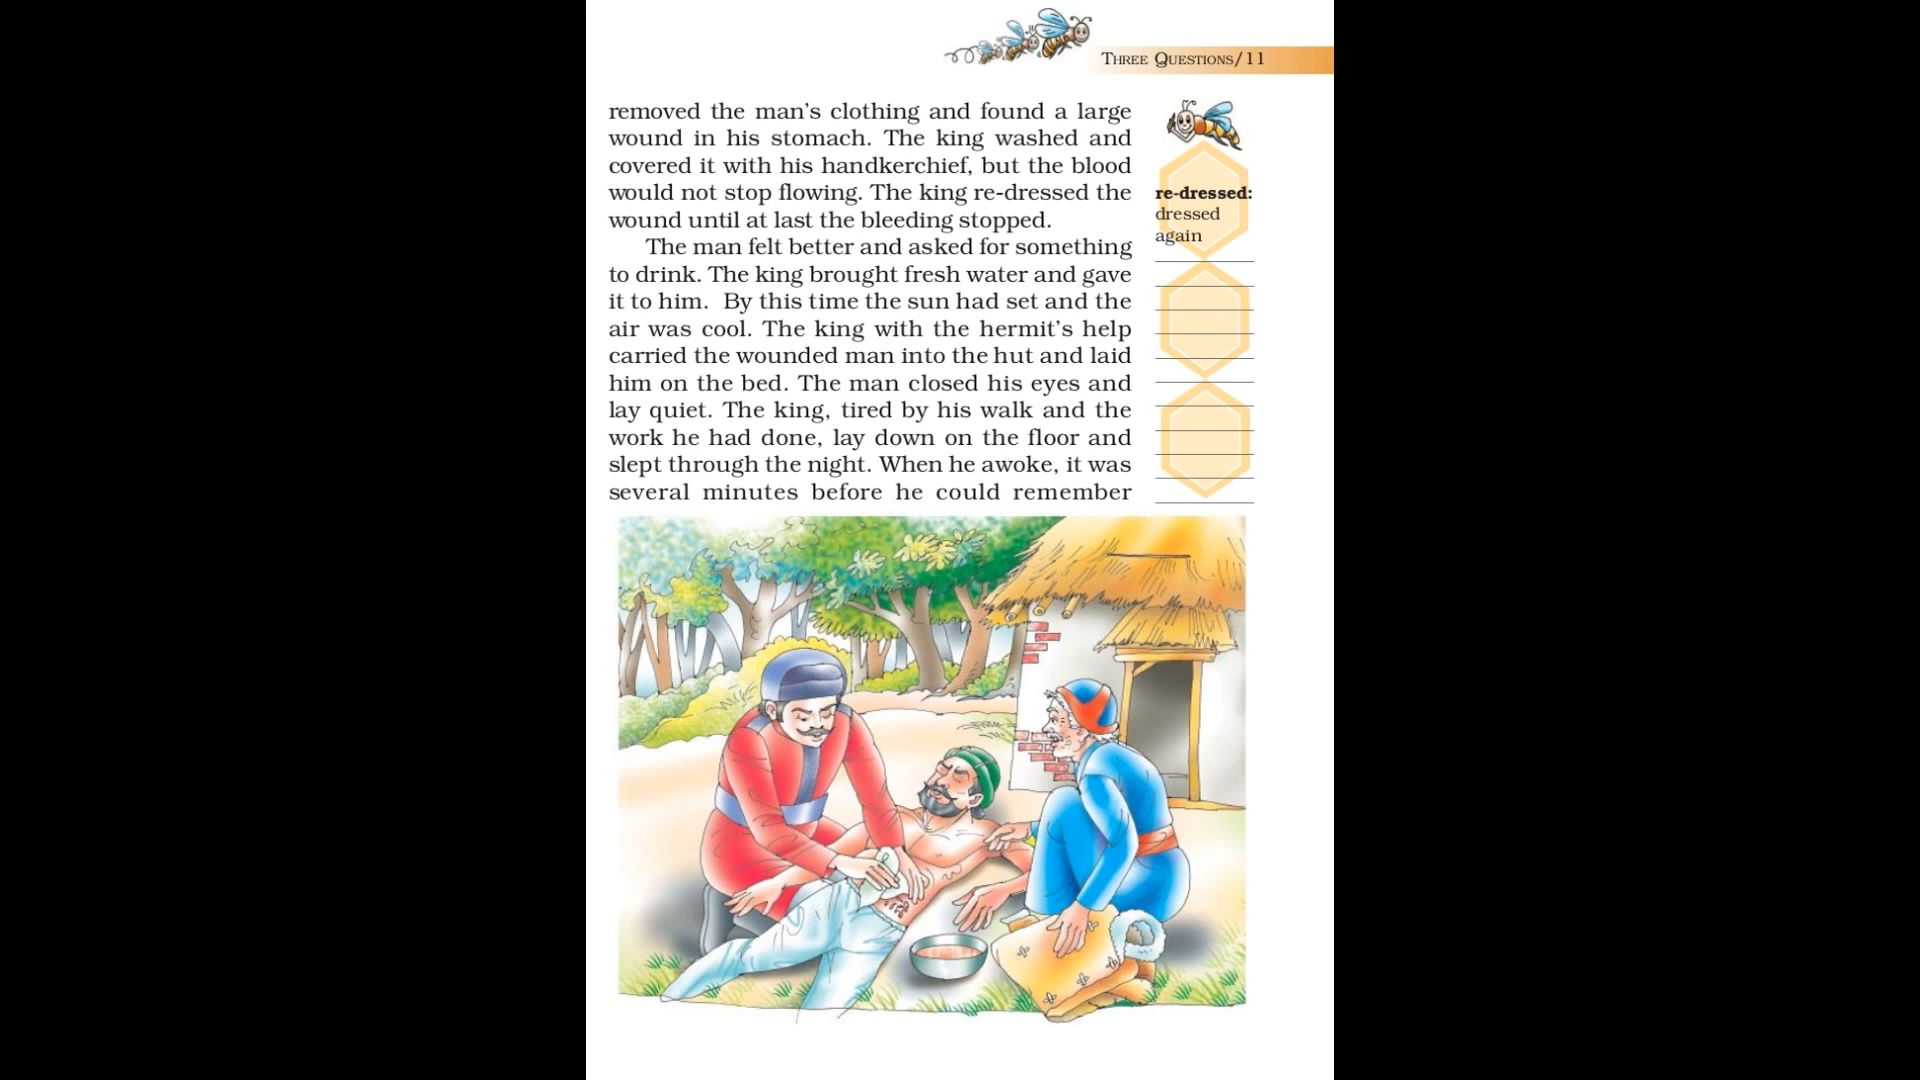 THREE QUESTIONS/11
removed the man’s clothing and found a large
wound in his stomach. The king washed and
covered it with his handkerchief, but the blood
would not stop flowing. The king re-dressed the
wound until at last the bleeding stopped.
The man felt better and asked for something
to drink. The king brought fresh water and gave
it to him.  By this time the sun had set and the
air was cool. The king with the hermit’s help
carried the wounded man into the hut and laid
him on the bed. The man closed his eyes and
lay quiet. The king, tired by his walk and the
work he had done, lay down on the floor and
slept through the night. When he awoke, it was
several minutes before he could remember
re-dressed:
dressed
again